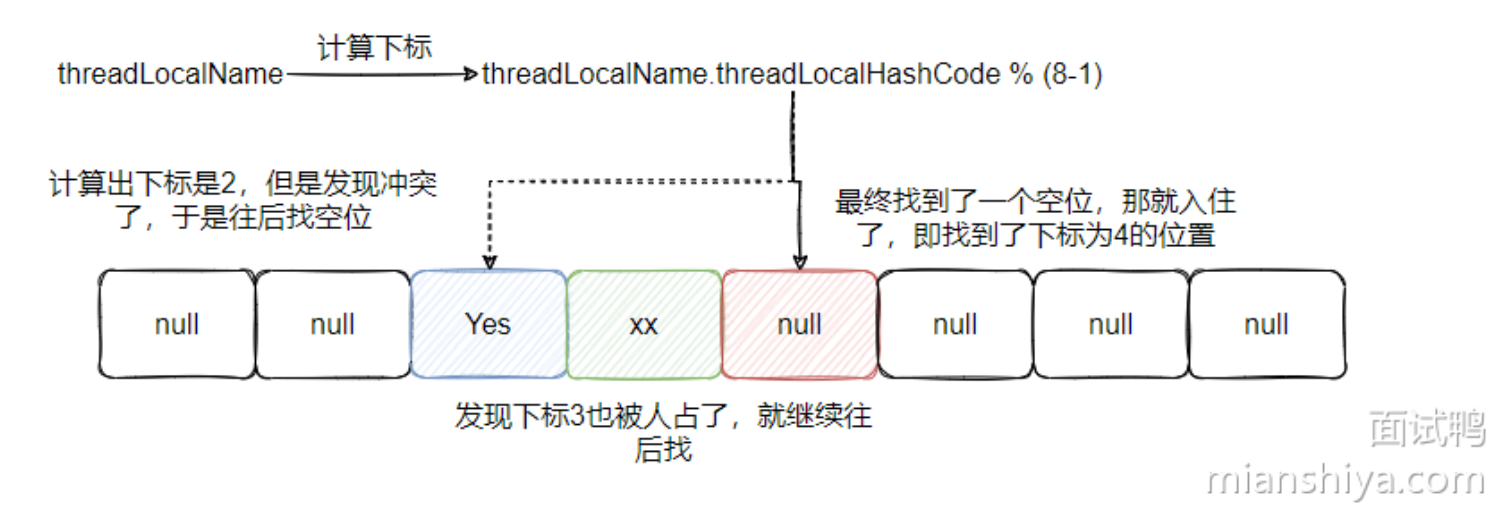 计算下标
threadLocalName
threadLocalName.threadLocalHashCode % (8-1)
计算出下标是2，但是发现冲突
了，于是往后找空位
最终找到了一个空位，那就入住
了，即找到了下标为4的位置
null
null
Yes
xx
null
null
null
null
发现下标3也被人占了，就继续往
后找
面试鸭
mianshiya.com